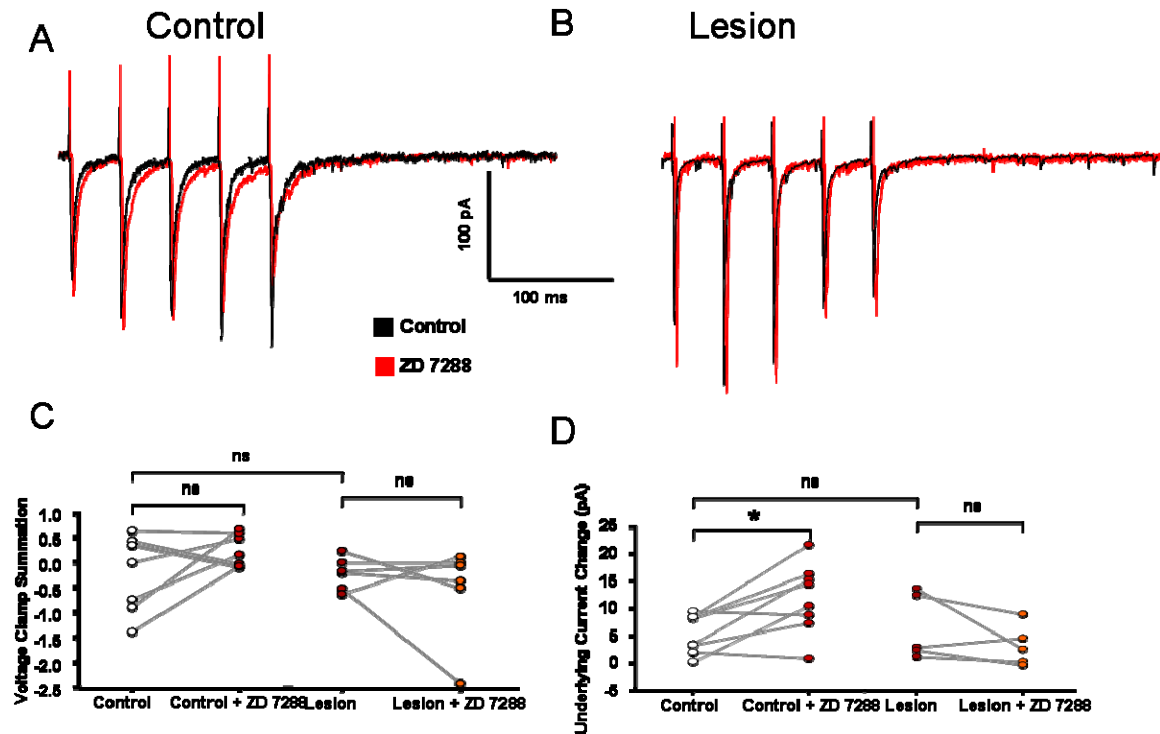 A Control B Lesion
100 pA
100 ms
Control
ZD 7288
C
ns
ns
ns
Voltage Clamp Summation
1.0
0.5
0.0
-0.5
-1.0
-1.5
-2.0
-2.5
Control Control + ZD 7288 Lesion Lesion + ZD 7288
D
ns
*
ns
Underlying Current Change (pA)
25
20
15
10
5
0
-5
Control Control + ZD 7288 Lesion Lesion + ZD 7288